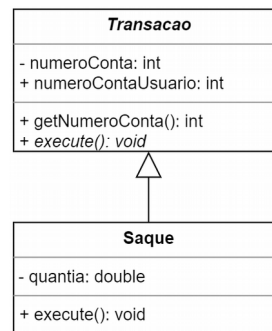 Transacao
- numeroConta: int
+ numeroContaUsuario: int
+ getNumeroConta(): int
+ execute(): void
Saque
- quantia: double
+ execute(): void